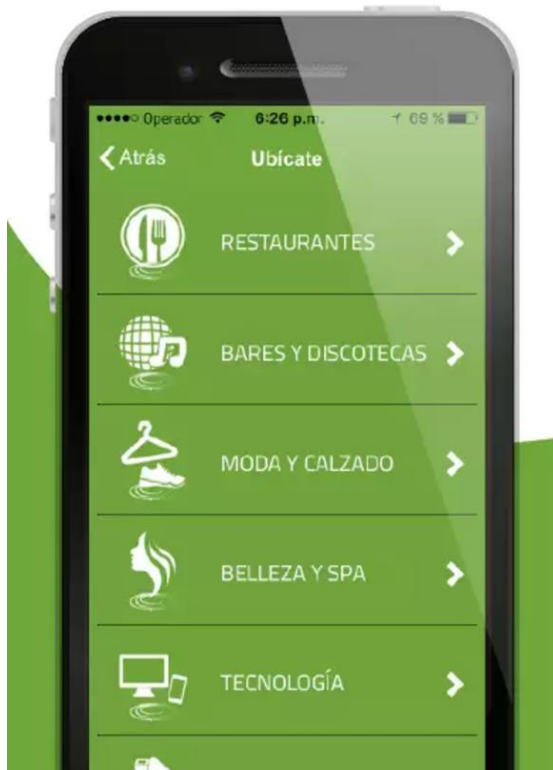 Operador 6:26 p.m. 69 %
Atrás Ubícate
RESTAURANTES
BARES Y DISCOTECAS
MODA Y CALZADO
BELLEZA Y SPA
TECNOLOGÍA